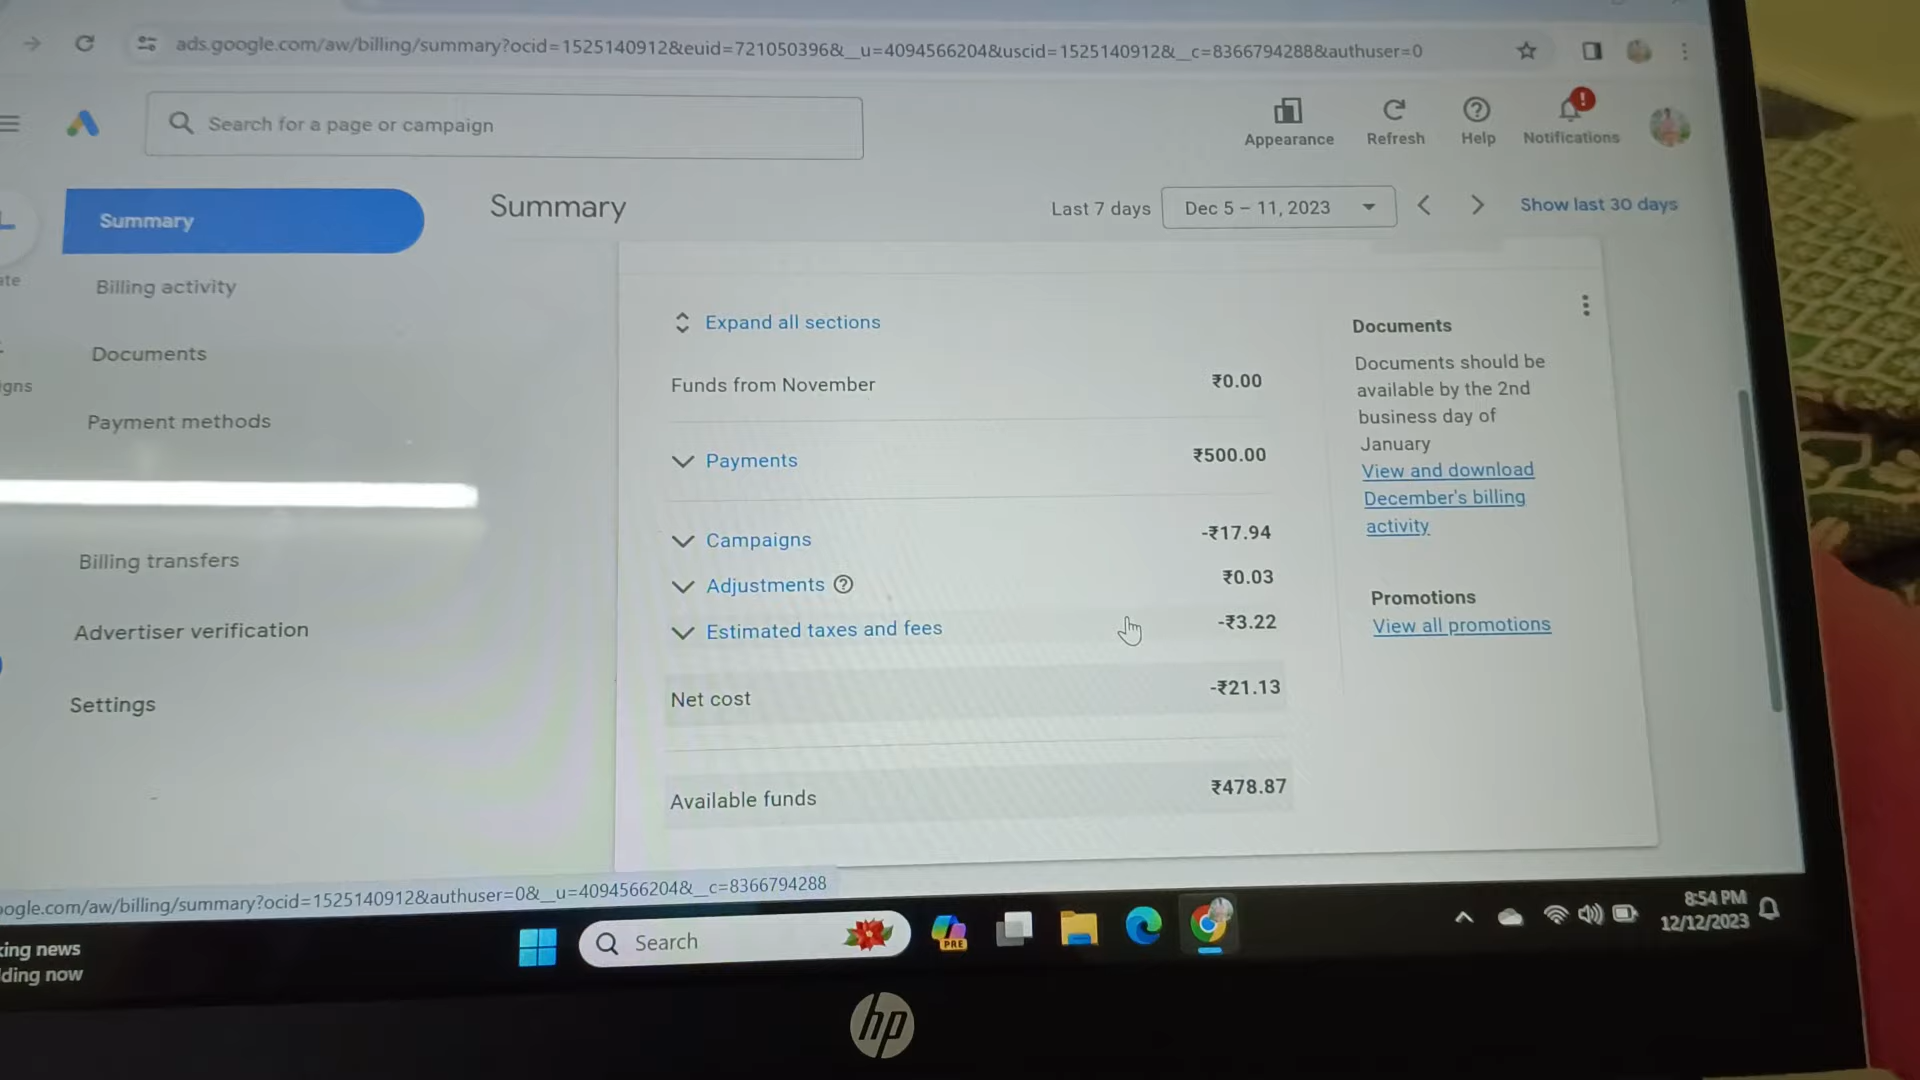 ads.google.com/aw/billing/summary?ocid=1525140912&euid=721050396&__u=4094566204&uscid=1525140912&__c=8366794288&authuser=0
Search for a page or campaign
Appearance
Refresh
Help
Notifications
Summary
Last 7 days
Dec 5 – 11, 2023
Show last 30 days
Summary
Billing activity
Documents
Payment methods
Billing transfers
Advertiser verification
Settings
Expand all sections
Funds from November ₹0.00
Payments ₹500.00
Campaigns -₹17.94
Adjustments ₹0.03
Estimated taxes and fees -₹3.22
Net cost -₹21.13
Available funds ₹478.87
Documents
Documents should be
available by the 2nd
business day of
January
View and download
December's billing
activity
Promotions
View all promotions
ogle.com/aw/billing/summary?ocid=1525140912&authuser=0&__u=4094566204&__c=8366794288
king news
ding now
Search
PRE
8:54 PM
12/12/2023
hp